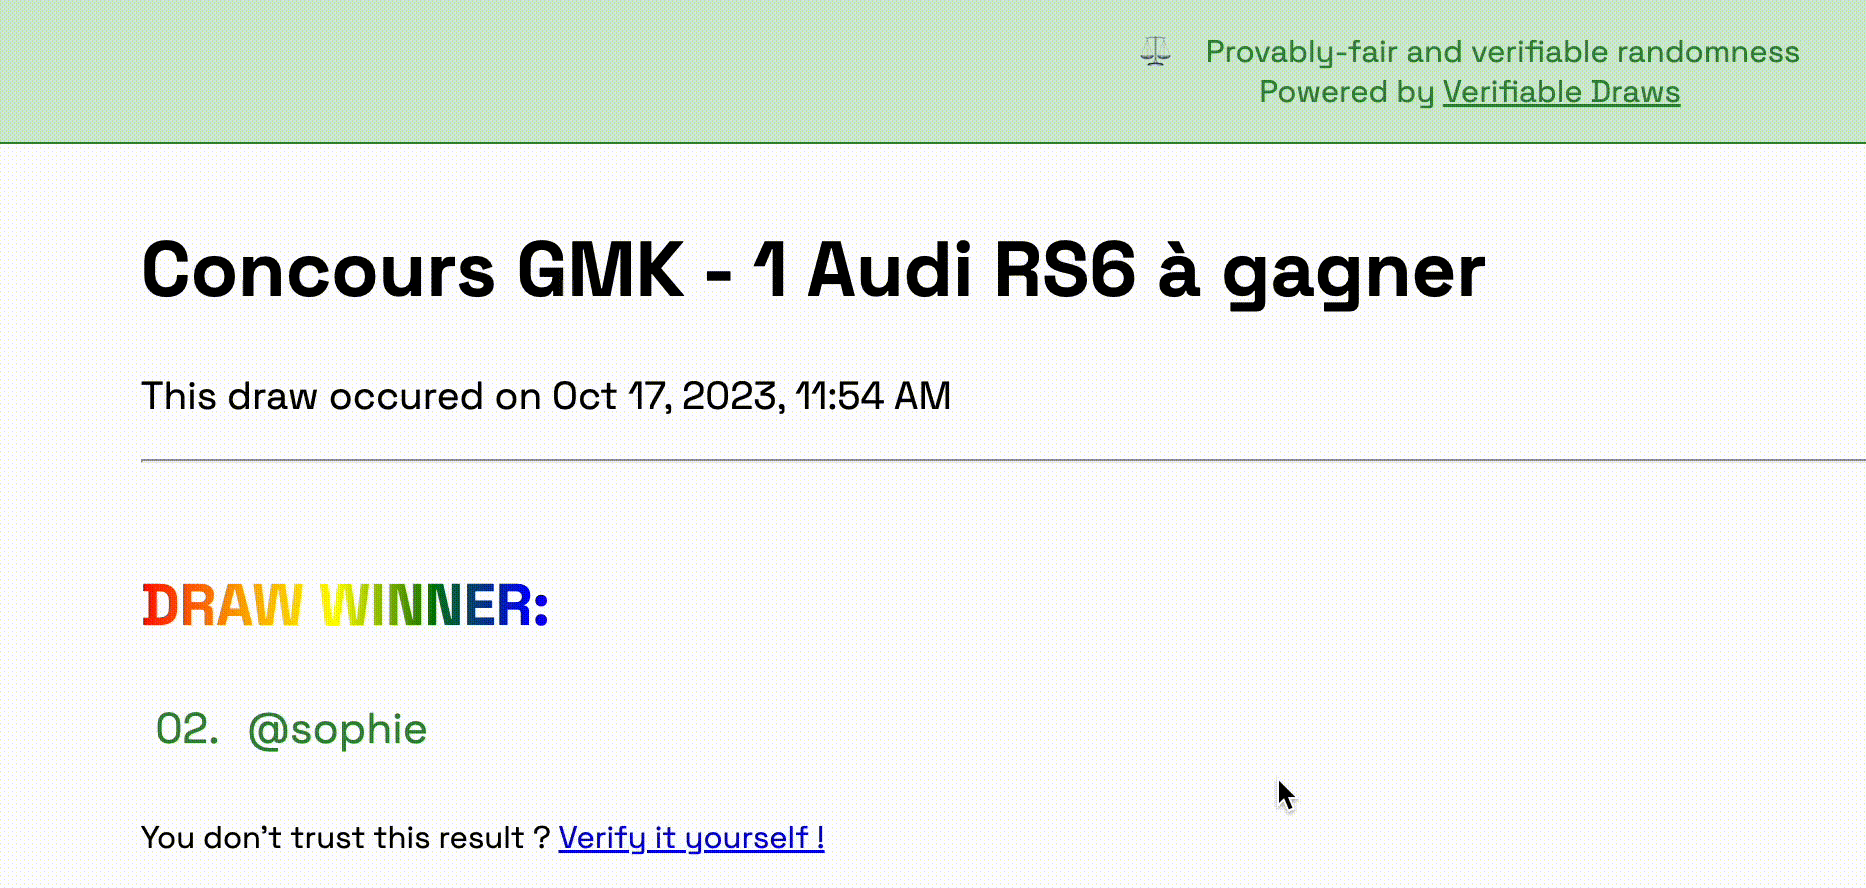 Provably-fair and verifiable randomness
Powered by Verifiable Draws
Concours GMK - 1 Audi RS6 à gagner
This draw occured on Oct 17, 2023, 11:54 AM
DRAW WINNER:
02. @sophie
You don't trust this result ? Verify it yourself !